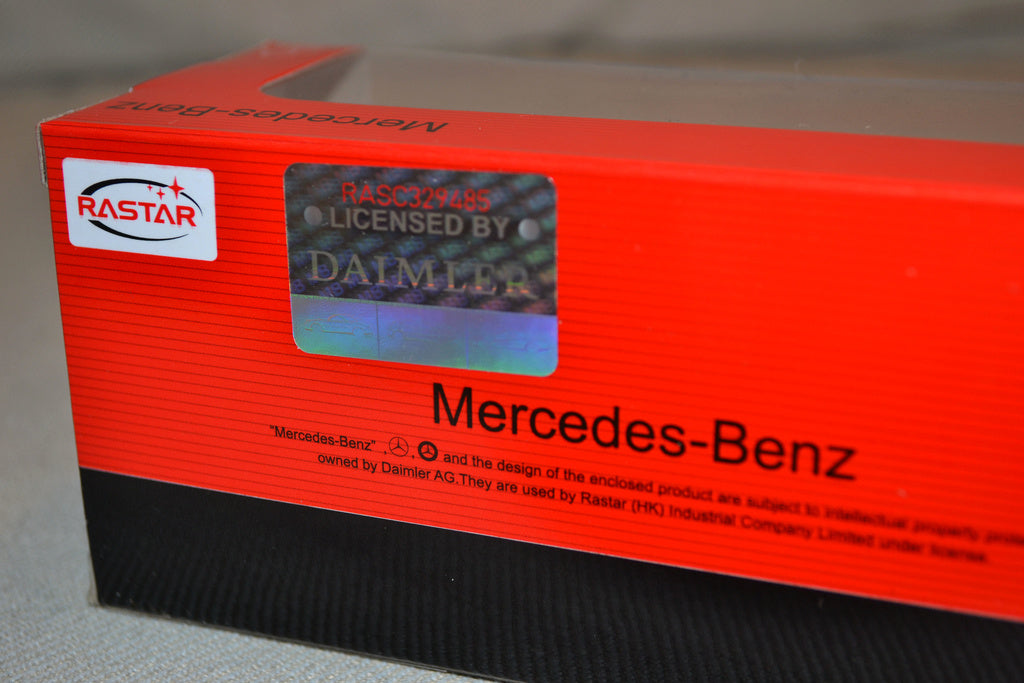 Mercedes-Benz
RASTAR
RASC329485
LICENSED BY
DAIMLER
Mercedes-Benz
"Mercedes-Benz" , , and the design of the enclosed product are subject to intellectual property
owned by Daimler AG.They are used by Rastar (HK) Industrial Company Limited under license.